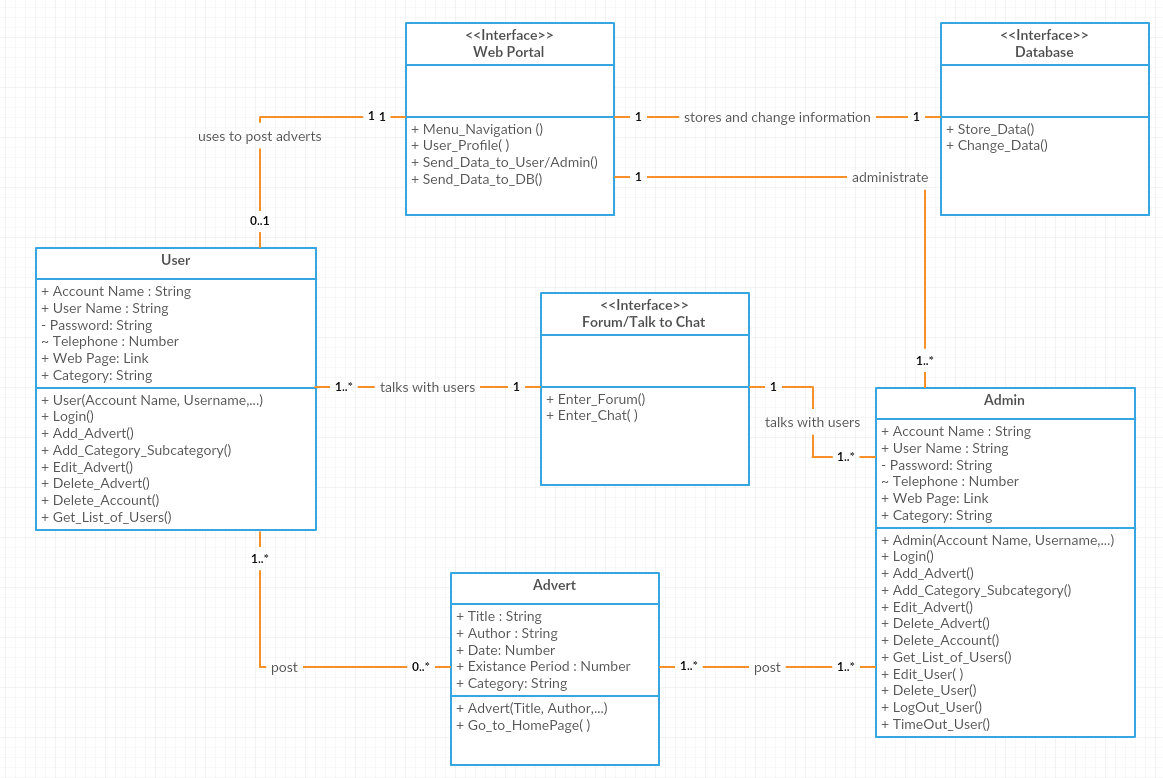 <<Interface>>
Web Portal
+ Menu_Navigation ()
+ User_Profile( )
+ Send_Data_to_User/Admin()
+ Send_Data_to_DB()
<<Interface>>
Database
+ Store_Data()
+ Change_Data()
1 1
uses to post adverts
0..1
1
stores and change information
1
1
administrate
1..*
User
+ Account Name : String
+ User Name : String
- Password: String
~ Telephone : Number
+ Web Page: Link
+ Category: String
+ User(Account Name, Username,...)
+ Login()
+ Add_Advert()
+ Add_Category_Subcategory()
+ Edit_Advert()
+ Delete_Advert()
+ Delete_Account()
+ Get_List_of_Users()
<<Interface>>
Forum/Talk to Chat
+ Enter_Forum()
+ Enter_Chat( )
1..*
talks with users
1
1
talks with users
1..*
Admin
+ Account Name : String
+ User Name : String
- Password: String
~ Telephone : Number
+ Web Page: Link
+ Category: String
+ Admin(Account Name, Username,...)
+ Login()
+ Add_Advert()
+ Add_Category_Subcategory()
+ Edit_Advert()
+ Delete_Advert()
+ Delete_Account()
+ Get_List_of_Users()
+ Edit_User( )
+ Delete_User()
+ LogOut_User()
+ TimeOut_User()
1..*
post
0..*
Advert
+ Title : String
+ Author : String
+ Date: Number
+ Existance Period : Number
+ Category: String
+ Advert(Title, Author,...)
+ Go_to_HomePage( )
1..*
post
1..*